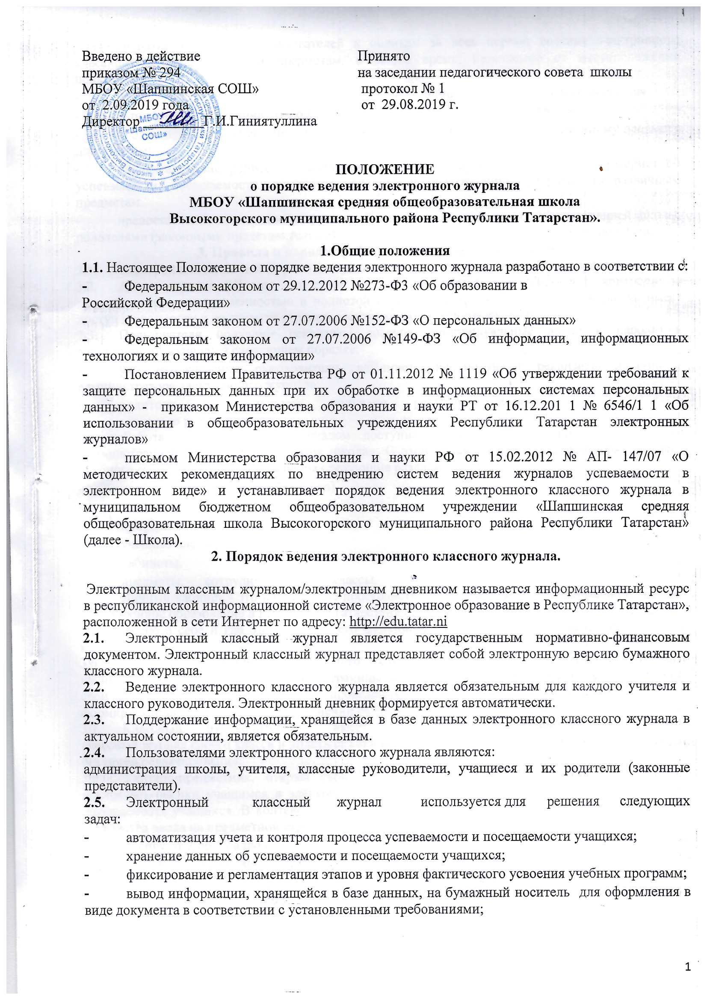 Введено в действие
приказом № 294
МБОУ «Шапшинская СОШ»
от 2.09.2019 года
Директор_________Г.И.Гиниятуллина
МБОУ
«Шапшинская
СОШ»
Принято
на заседании педагогического совета школы
протокол № 1
от 29.08.2019 г.
ПОЛОЖЕНИЕ
о порядке ведения электронного журнала
МБОУ «Шапшинская средняя общеобразовательная школа
Высокогорского муниципального района Республики Татарстан».
1.Общие положения
1.1. Настоящее Положение о порядке ведения электронного журнала разработано в соответствии с:
- Федеральным законом от 29.12.2012 №273-ФЗ «Об образовании в
Российской Федерации»
- Федеральным законом от 27.07.2006 №152-ФЗ «О персональных данных»
- Федеральным законом от 27.07.2006 №149-ФЗ «Об информации, информационных
технологиях и о защите информации»
- Постановлением Правительства РФ от 01.11.2012 № 1119 «Об утверждении требований к
защите персональных данных при их обработке в информационных системах персональных
данных» - приказом Министерства образования и науки РТ от 16.12.201 1 № 6546/1 1 «Об
использовании в общеобразовательных учреждениях Республики Татарстан электронных
журналов»
- письмом Министерства образования и науки РФ от 15.02.2012 № АП- 147/07 «О
методических рекомендациях по внедрению систем ведения журналов успеваемости в
электронном виде» и устанавливает порядок ведения электронного классного журнала в
муниципальном бюджетном общеобразовательном учреждении «Шапшинская средняя
общеобразовательная школа Высокогорского муниципального района Республики Татарстан»
(далее - Школа).
2. Порядок ведения электронного классного журнала.
Электронным классным журналом/электронным дневником называется информационный ресурс
в республиканской информационной системе «Электронное образование в Республике Татарстан»,
расположенной в сети Интернет по адресу: http://edu.tatar.ni
2.1. Электронный классный журнал является государственным нормативно-финансовым
документом. Электронный классный журнал представляет собой электронную версию бумажного
классного журнала.
2.2. Ведение электронного классного журнала является обязательным для каждого учителя и
классного руководителя. Электронный дневник формируется автоматически.
2.3. Поддержание информации, хранящейся в базе данных электронного классного журнала в
актуальном состоянии, является обязательным.
2.4. Пользователями электронного классного журнала являются:
администрация школы, учителя, классные руководители, учащиеся и их родители (законные
представители).
2.5. Электронный классный журнал используется для решения следующих
задач:
- автоматизация учета и контроля процесса успеваемости и посещаемости учащихся;
- хранение данных об успеваемости и посещаемости учащихся;
- фиксирование и регламентация этапов и уровня фактического усвоения учебных программ;
- вывод информации, хранящейся в базе данных, на бумажный носитель для оформления в
виде документа в соответствии с установленными требованиями;
1